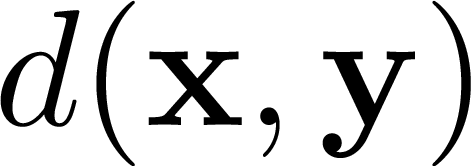 d(x, y)